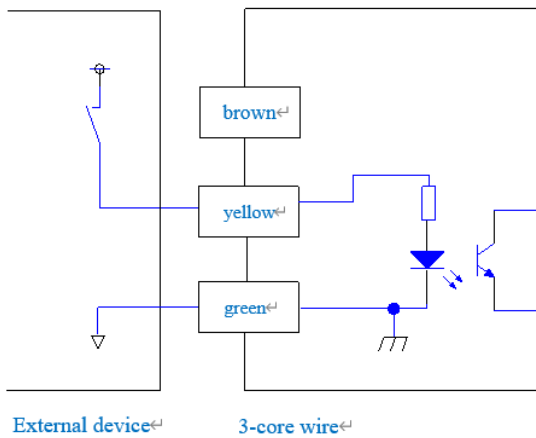 brown↵
yellow↵
green↵
External device↵
3-core wire↵